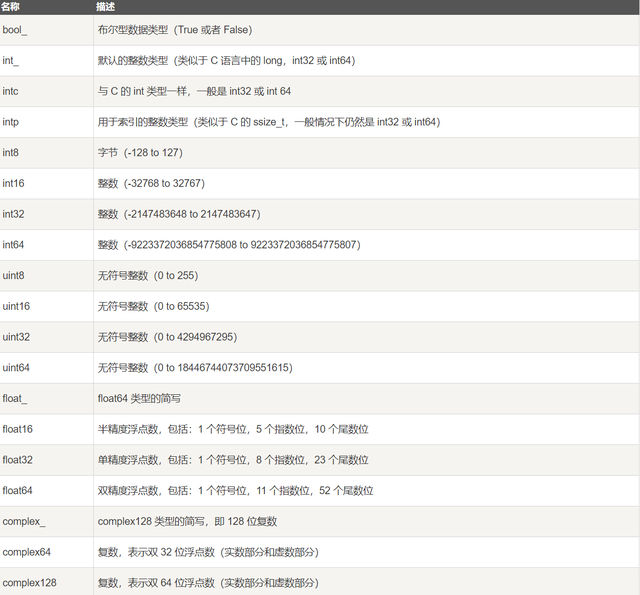 名称 描述
bool_ 布尔型数据类型（True 或者 False）
int_ 默认的整数类型（类似于 C 语言中的 long，int32 或 int64）
intc 与 C 的 int 类型一样，一般是 int32 或 int 64
intp 用于索引的整数类型（类似于 C 的 ssize_t，一般情况下仍然是 int32 或 int64）
int8 字节（-128 to 127）
int16 整数（-32768 to 32767）
int32 整数（-2147483648 to 2147483647）
int64 整数（-9223372036854775808 to 9223372036854775807）
uint8 无符号整数（0 to 255）
uint16 无符号整数（0 to 65535）
uint32 无符号整数（0 to 4294967295）
uint64 无符号整数（0 to 18446744073709551615）
float_ float64 类型的简写
float16 半精度浮点数，包括：1 个符号位，5 个指数位，10 个尾数位
float32 单精度浮点数，包括：1 个符号位，8 个指数位，23 个尾数位
float64 双精度浮点数，包括：1 个符号位，11 个指数位，52 个尾数位
complex_ complex128 类型的简写，即 128 位复数
complex64 复数，表示双 32 位浮点数（实数部分和虚数部分）
complex128 复数，表示双 64 位浮点数（实数部分和虚数部分）